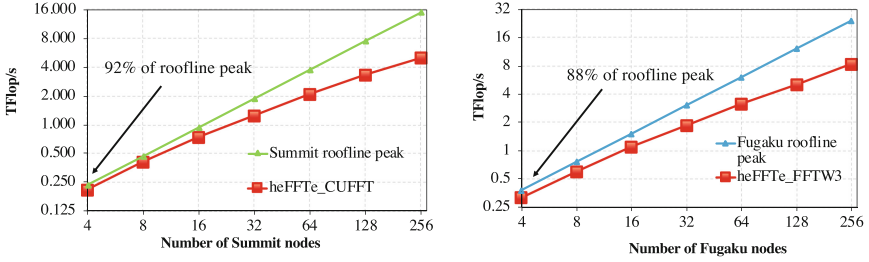 16.000
8.000
4.000
2.000
1.000
0.500
0.250
0.125
TFlop/s
92% of roofline peak
Summit roofline peak
heFFTe_CUFFT
4 8 16 32 64 128 256
Number of Summit nodes
32
16
8
4
2
1
0.5
0.25
TFlop/s
88% of roofline peak
Fugaku roofline
peak
heFFTe_FFTW3
4 8 16 32 64 128 256
Number of Fugaku nodes